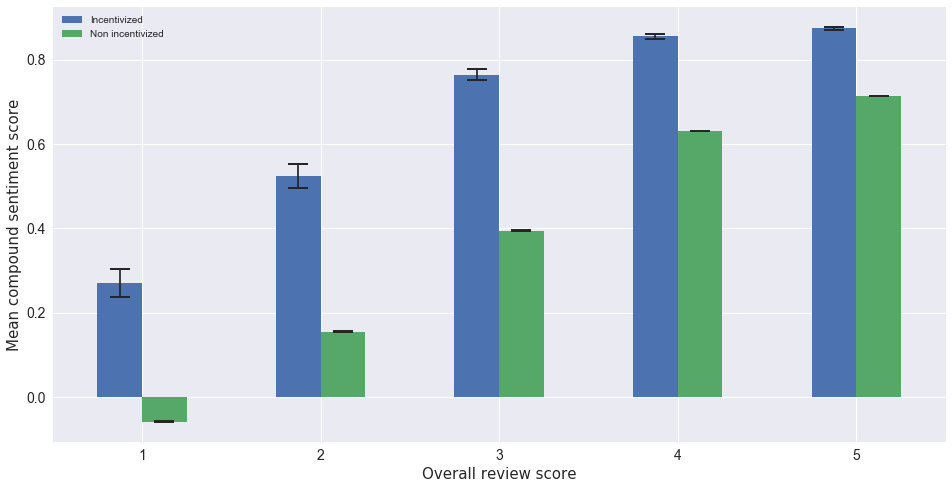 Incentivized
Non incentivized
Mean compound sentiment score
0.8
0.6
0.4
0.2
0.0
1 2 3 4 5
Overall review score